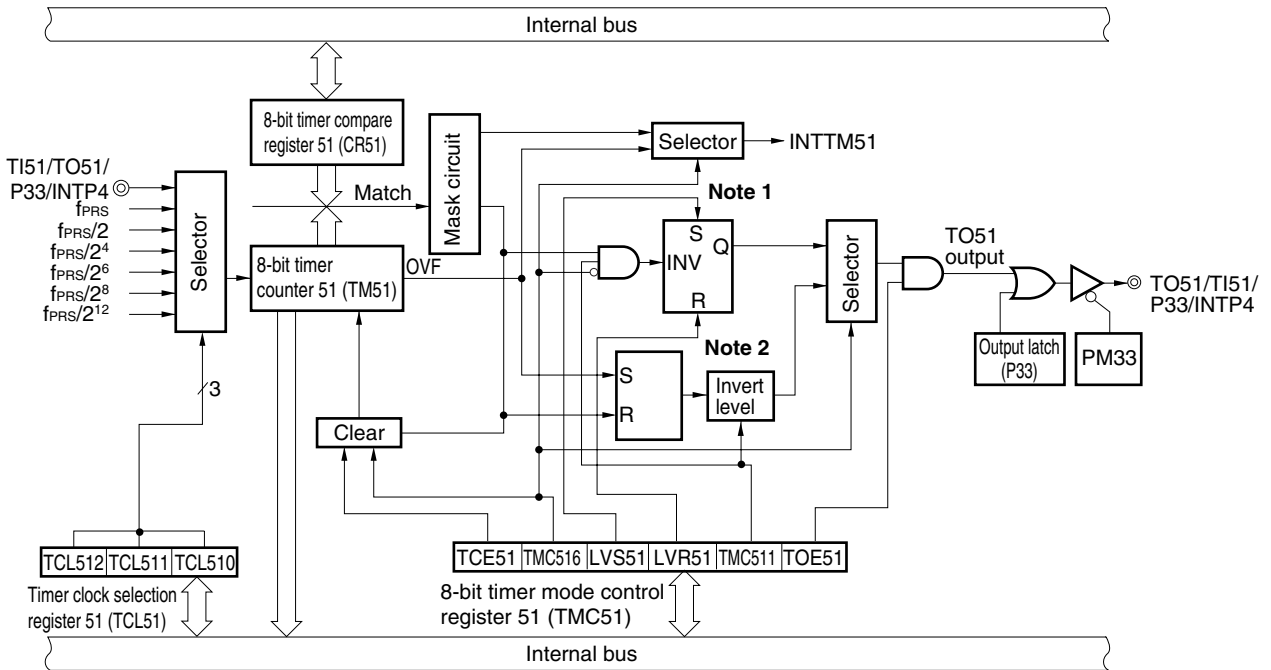 Internal bus
8-bit timer compare
register 51 (CR51)
TI51/TO51/
P33/INTP4
fPRS
fPRS/2
fPRS/2⁴
fPRS/2⁶
fPRS/2⁸
fPRS/2¹²
Selector
Match
Mask circuit
Selector
INTTM51
Note 1
8-bit timer
counter 51 (TM51)
OVF
S
Q
INV
R
Selector
TO51
output
TO51/TI51/
P33/INTP4
Note 2
Output latch
(P33)
PM33
S
R
Invert
level
3
Clear
TCL512
TCL511
TCL510
Timer clock selection
register 51 (TCL51)
TCE51
TMC516
LVS51
LVR51
TMC511
TOE51
8-bit timer mode control
register 51 (TMC51)
Internal bus